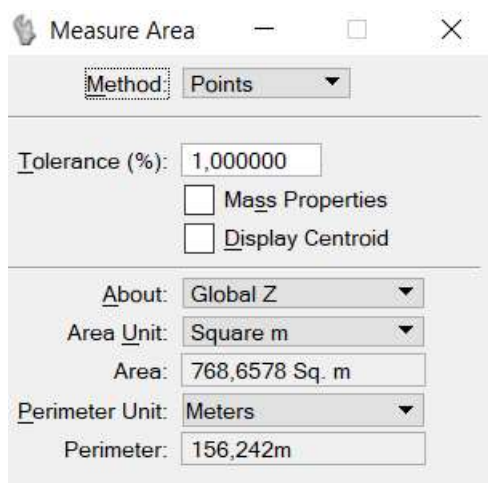 Measure Area
Method: Points
Tolerance (%): 1,000000
Mass Properties
Display Centroid
About: Global Z
Area Unit: Square m
Area: 768,6578 Sq. m
Perimeter Unit: Meters
Perimeter: 156,242m